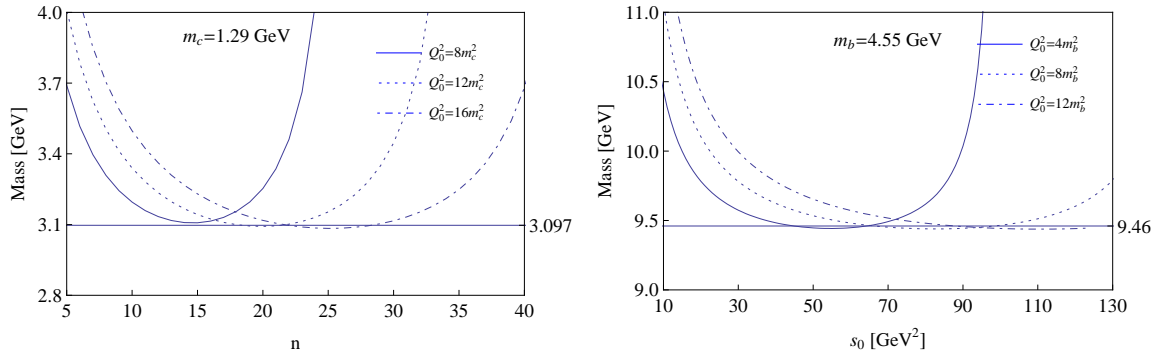 m_c=1.29 GeV
Q_0^2=8m_c^2
Q_0^2=12m_c^2
Q_0^2=16m_c^2
Mass [GeV]
4.0
3.7
3.4
3.1
2.8
3.097
5 10 15 20 25 30 35 40
n
m_b=4.55 GeV
Q_0^2=4m_b^2
Q_0^2=8m_b^2
Q_0^2=12m_b^2
Mass [GeV]
11.0
10.5
10.0
9.5
9.0
9.46
10 30 50 70 90 110 130
s_0 [GeV^2]